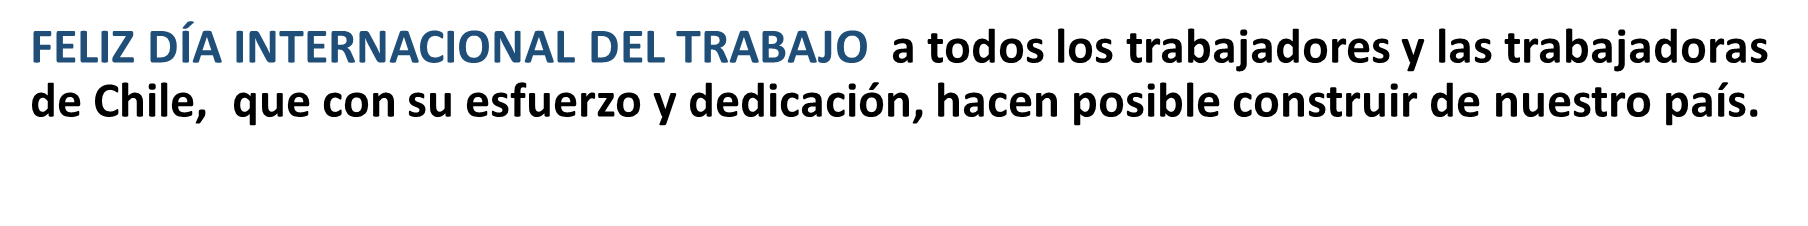 FELIZ DÍA INTERNACIONAL DEL TRABAJO  a todos los trabajadores y las trabajadoras
de Chile,  que con su esfuerzo y dedicación, hacen posible construir de nuestro país.